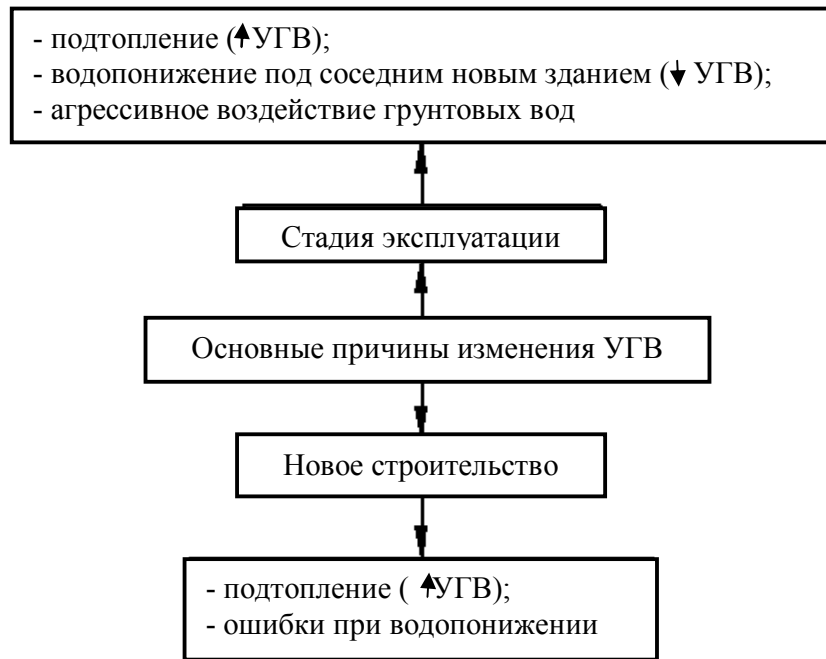 - подтопление (↑УГВ);
- водопонижение под соседним новым зданием (↓ УГВ);
- агрессивное воздействие грунтовых вод
Стадия эксплуатации
Основные причины изменения УГВ
Новое строительство
- подтопление ( ↑УГВ);
- ошибки при водопонижении